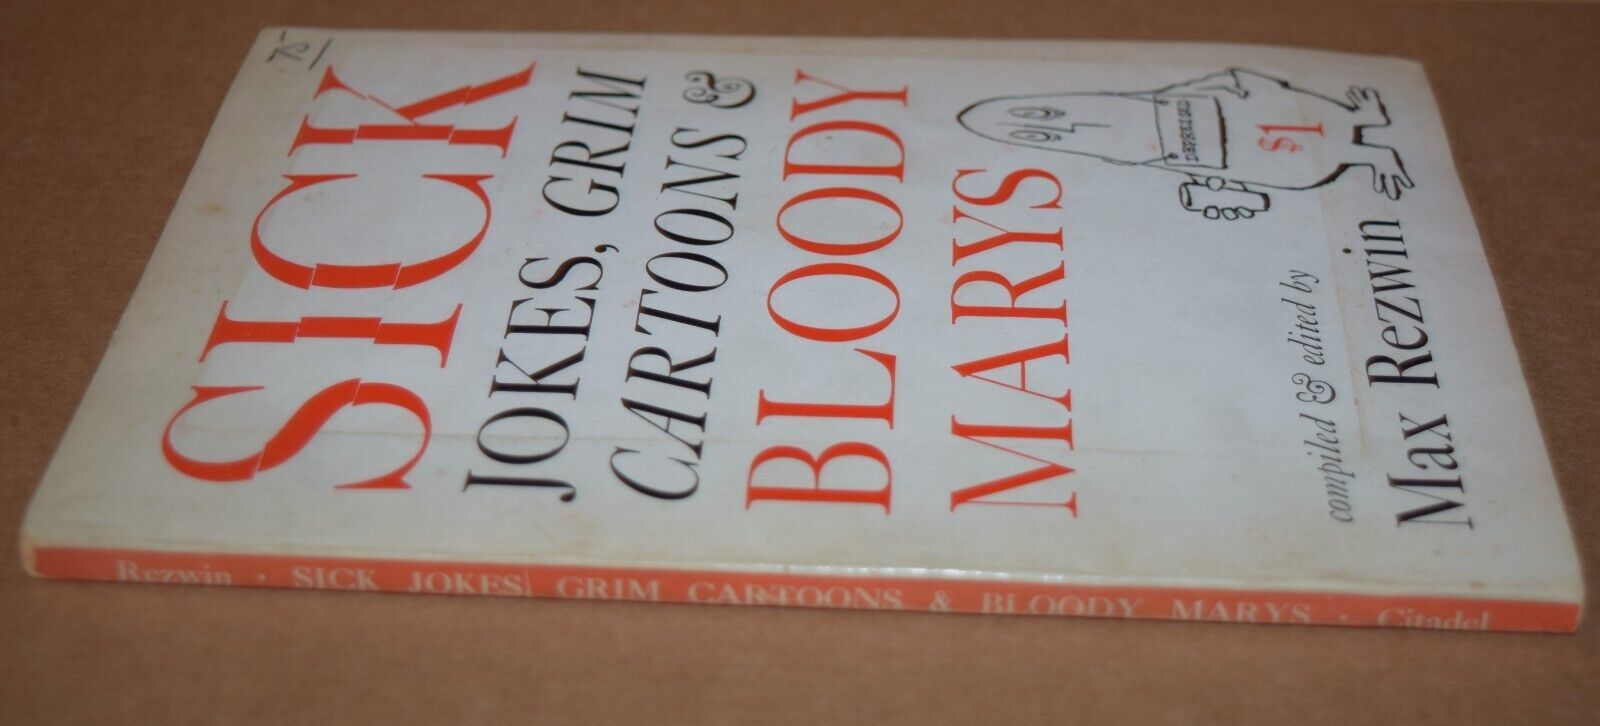 75
SICK
JOKES, GRIM
CARTOONS &
BLOODY
MARYS
DEPRESSED
$1
compiled & edited by
Max Rezwin
Rezwin · SICK JOKES, GRIM CARTOONS & BLOODY MARYS · Citadel